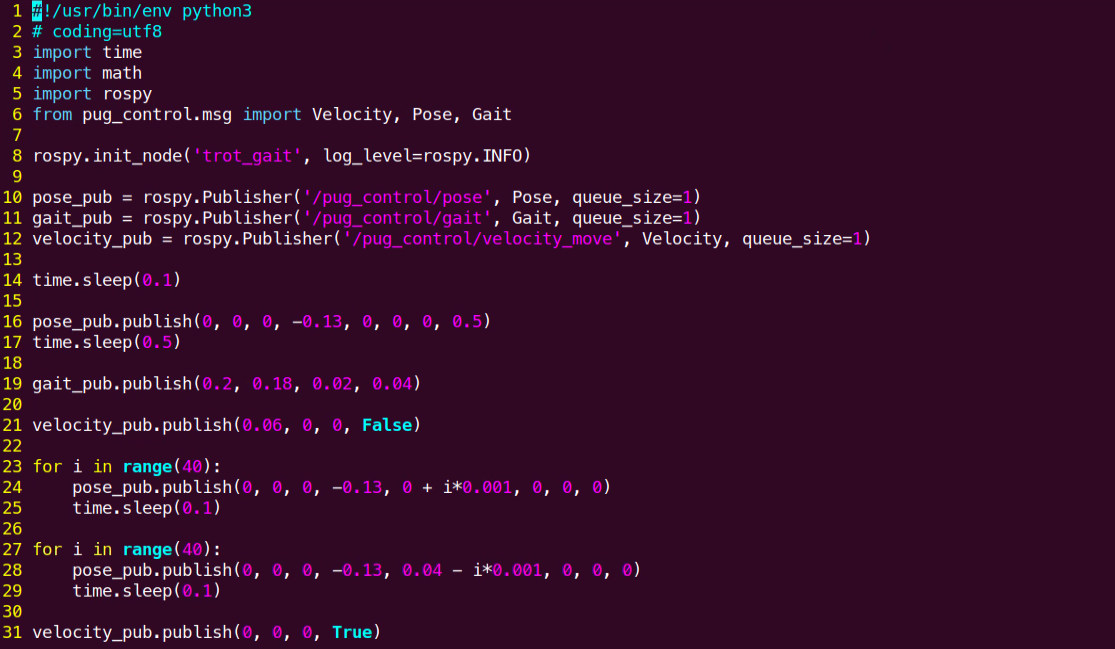 1 #!/usr/bin/env python3
2 # coding=utf8
3 import time
4 import math
5 import rospy
6 from pug_control.msg import Velocity, Pose, Gait
7
8 rospy.init_node('trot_gait', log_level=rospy.INFO)
9
10 pose_pub = rospy.Publisher('/pug_control/pose', Pose, queue_size=1)
11 gait_pub = rospy.Publisher('/pug_control/gait', Gait, queue_size=1)
12 velocity_pub = rospy.Publisher('/pug_control/velocity_move', Velocity, queue_size=1)
13
14 time.sleep(0.1)
15
16 pose_pub.publish(0, 0, 0, -0.13, 0, 0, 0, 0.5)
17 time.sleep(0.5)
18
19 gait_pub.publish(0.2, 0.18, 0.02, 0.04)
20
21 velocity_pub.publish(0.06, 0, 0, False)
22
23 for i in range(40):
24     pose_pub.publish(0, 0, 0, -0.13, 0 + i*0.001, 0, 0, 0)
25     time.sleep(0.1)
26
27 for i in range(40):
28     pose_pub.publish(0, 0, 0, -0.13, 0.04 - i*0.001, 0, 0, 0)
29     time.sleep(0.1)
30
31 velocity_pub.publish(0, 0, 0, True)